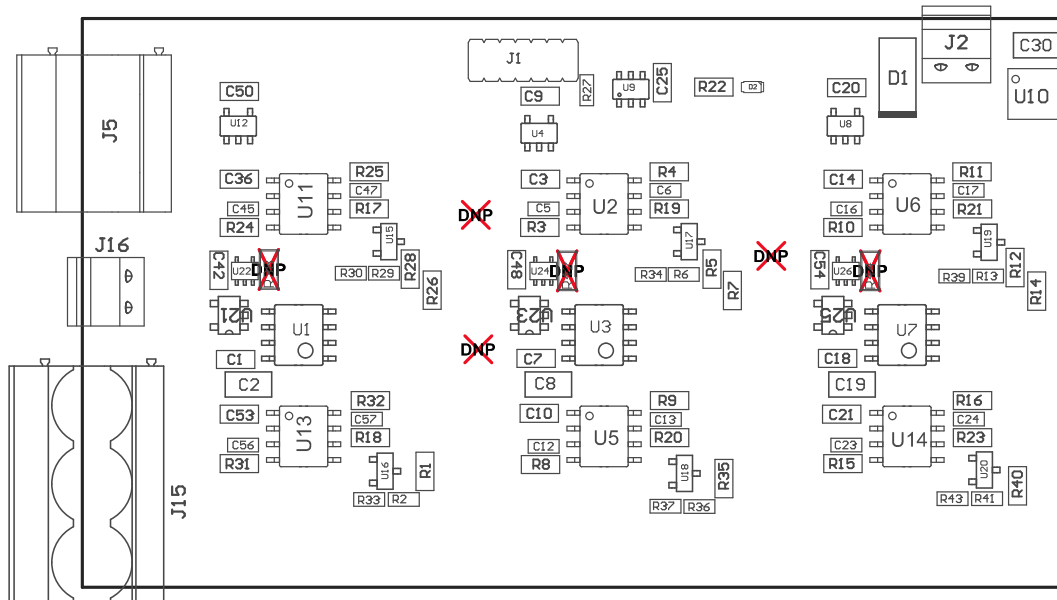 J2
C30
J1
C25
D1
U10
R27
U9
R22
D2
C50
C9
C20
J5
U12
U4
U8
C36
R25
C3
R4
C14
R11
U11
C47
U2
C6
U6
C17
C45
R17
C5
R19
C16
R21
R24
DNP
R3
R10
J16
U15
U17
U19
C42
U22
DNP
R30
R29
R28
C48
U24
DNP
R34
R6
R5
DNP
C54
U26
DNP
R39
R13
R12
R26
R7
R14
U21
U1
U23
U3
U25
U7
C1
DNP
C7
C18
C2
C8
C19
C53
R32
C10
R9
C21
R16
U13
C57
U5
C13
U14
C24
C56
R18
C12
R20
C23
R23
R31
R8
R15
U16
R1
U18
R35
U20
R40
J15
R33
R2
R37
R36
R43
R41